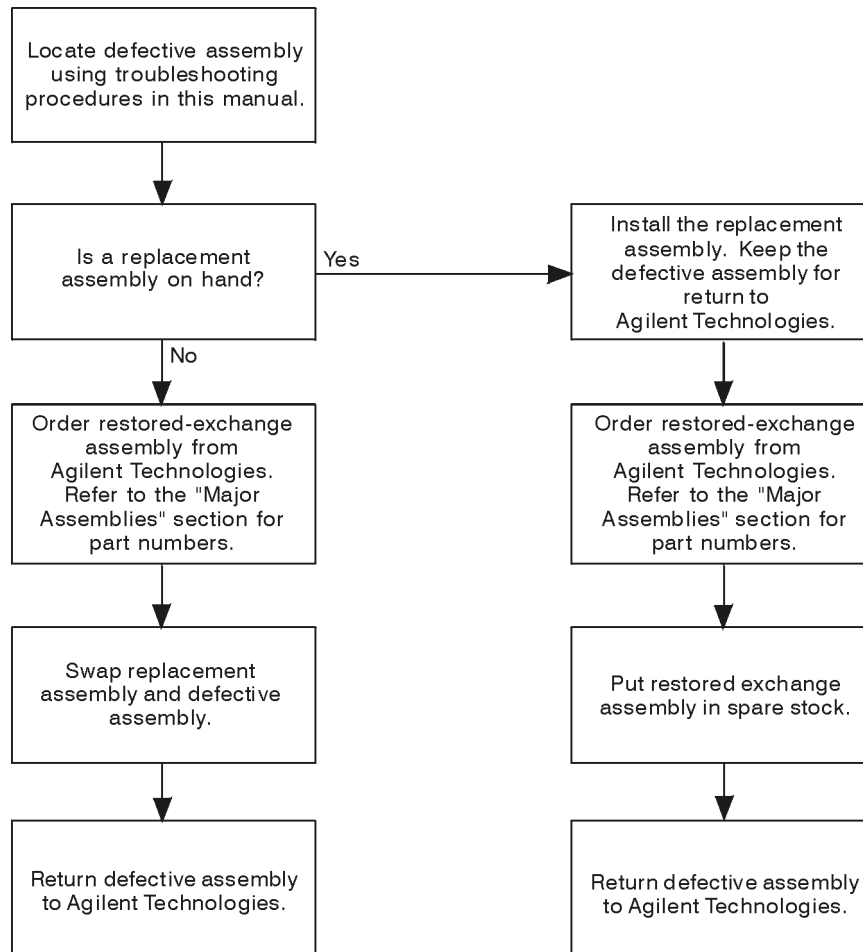 Locate defective assembly
using troubleshooting
procedures in this manual.
Is a replacement
assembly on hand?
Yes
Install the replacement
assembly. Keep the
defective assembly for
return to
Agilent Technologies.
No
Order restored-exchange
assembly from
Agilent Technologies.
Refer to the "Major
Assemblies" section for
part numbers.
Order restored-exchange
assembly from
Agilent Technologies.
Refer to the "Major
Assemblies" section for
part numbers.
Swap replacement
assembly and defective
assembly.
Put restored exchange
assembly in spare stock.
Return defective assembly
to Agilent Technologies.
Return defective assembly
to Agilent Technologies.